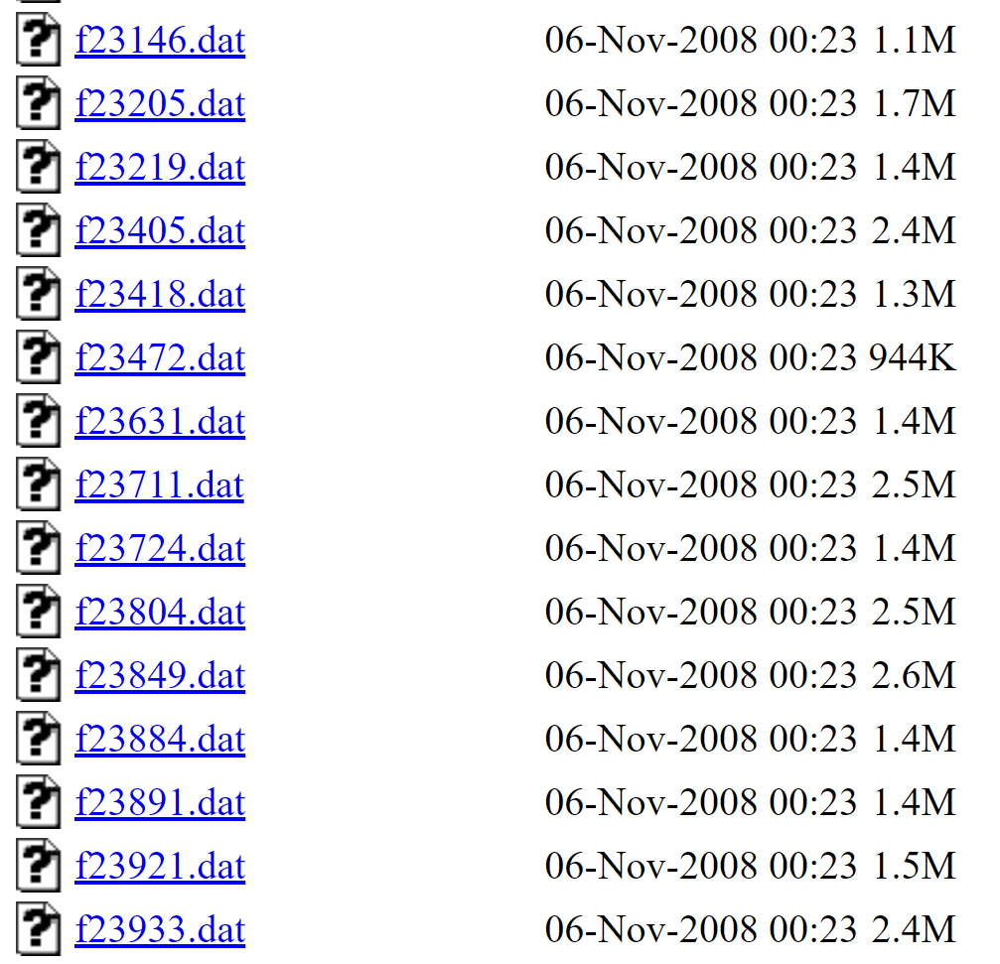 f23146.dat 06-Nov-2008 00:23 1.1M
f23205.dat 06-Nov-2008 00:23 1.7M
f23219.dat 06-Nov-2008 00:23 1.4M
f23405.dat 06-Nov-2008 00:23 2.4M
f23418.dat 06-Nov-2008 00:23 1.3M
f23472.dat 06-Nov-2008 00:23 944K
f23631.dat 06-Nov-2008 00:23 1.4M
f23711.dat 06-Nov-2008 00:23 2.5M
f23724.dat 06-Nov-2008 00:23 1.4M
f23804.dat 06-Nov-2008 00:23 2.5M
f23849.dat 06-Nov-2008 00:23 2.6M
f23884.dat 06-Nov-2008 00:23 1.4M
f23891.dat 06-Nov-2008 00:23 1.4M
f23921.dat 06-Nov-2008 00:23 1.5M
f23933.dat 06-Nov-2008 00:23 2.4M